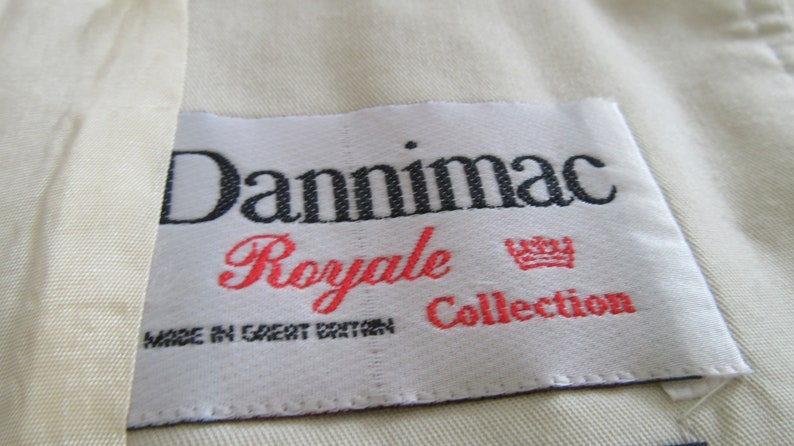 Dannimac
Royale
Collection
MADE IN GREAT BRITAIN